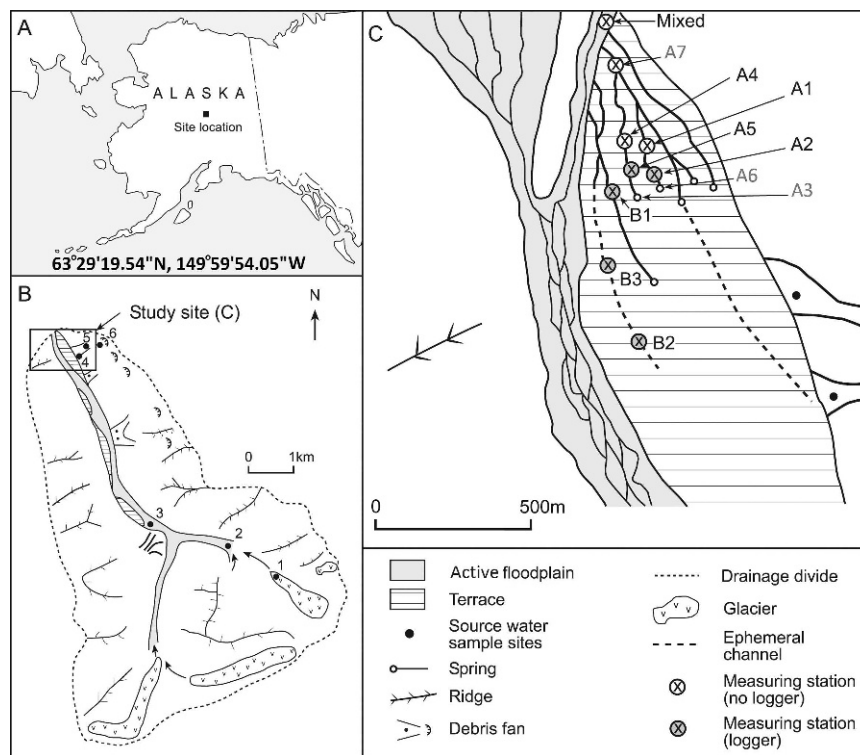 A
ALASKA
Site location
63°29'19.54"N, 149°59'54.05"W
B
Study site (C)
N
5
6
4
0 1km
3
2
1
C
Mixed
A7
A4
A1
A5
A2
A6
A3
B1
B3
B2
0 500m
Active floodplain
Terrace
Source water
sample sites
Spring
Ridge
Debris fan
Drainage divide
Glacier
Ephemeral
channel
Measuring station
(no logger)
Measuring station
(logger)